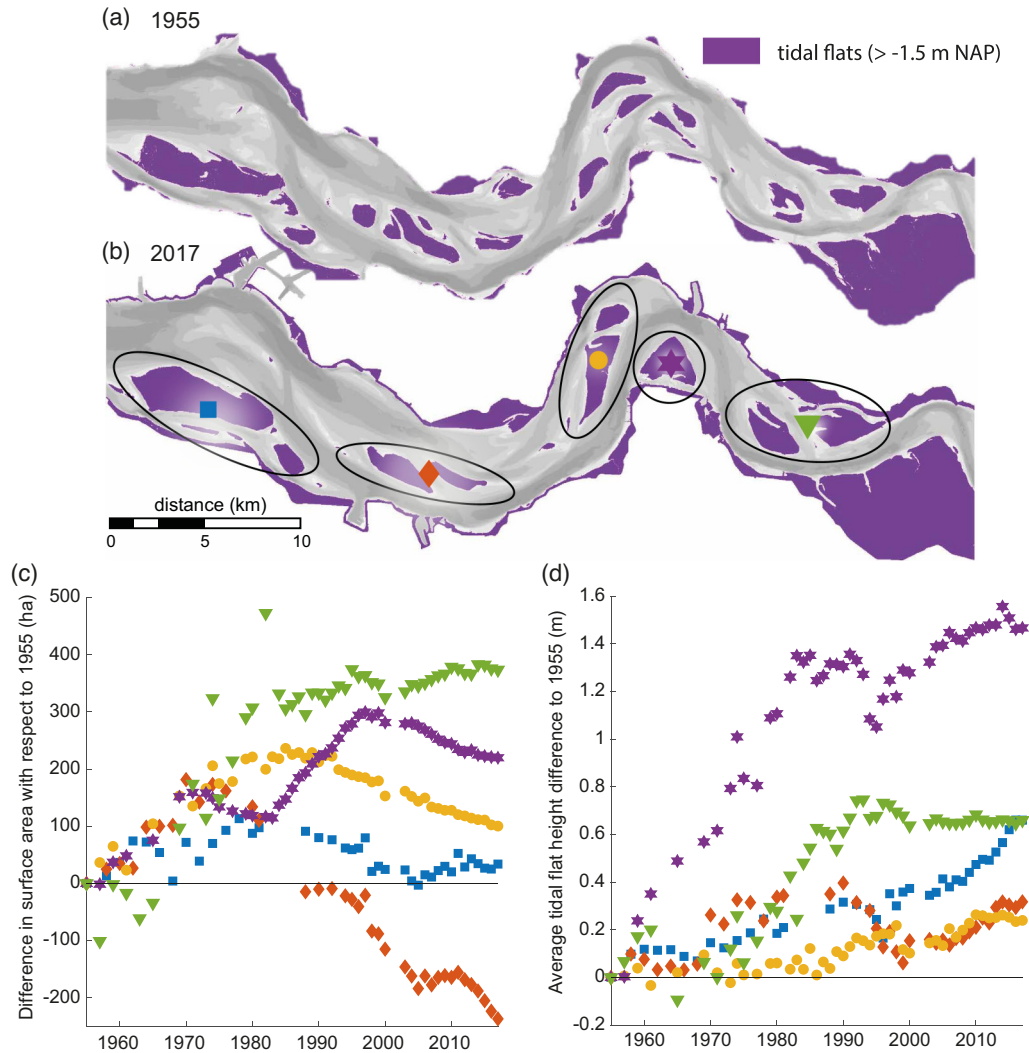 (a) 1955
tidal flats (> -1.5 m NAP)
(b) 2017
distance (km)
0 5 10
(c)
Difference in surface area with respect to 1955 (ha)
500
400
300
200
100
0
-100
-200
1960 1970 1980 1990 2000 2010
(d)
Average tidal flat height difference to 1955 (m)
1.6
1.4
1.2
1
0.8
0.6
0.4
0.2
0
-0.2
1960 1970 1980 1990 2000 2010